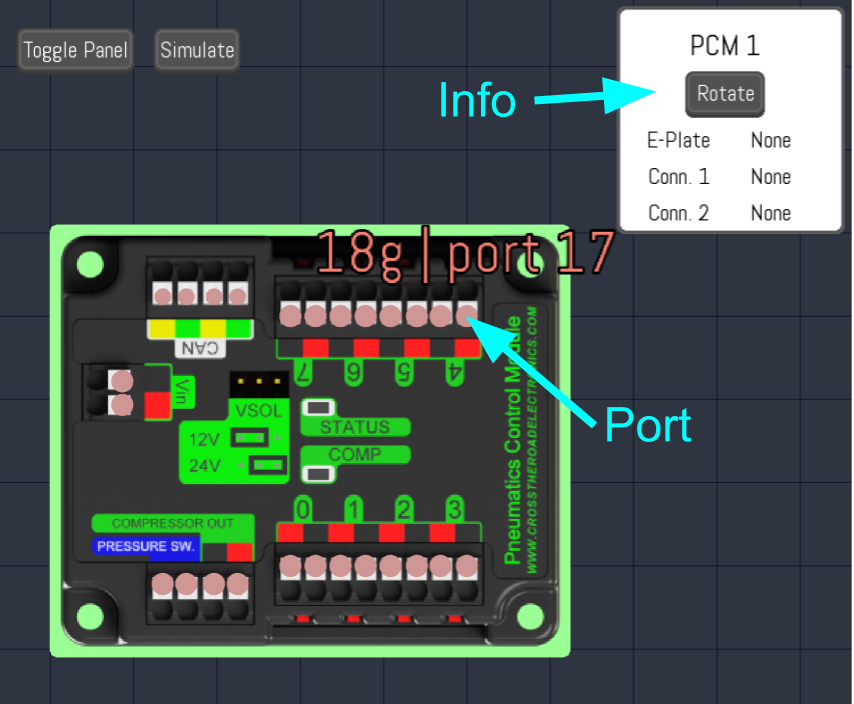 Toggle Panel
Simulate
PCM 1
Rotate
Info
E-Plate None
Conn. 1 None
Conn. 2 None
18g | port 17
CAN
7 6 5 4
Vin
VSOL
12V
24V
STATUS
COMP
Port
Pneumatics Control Module
WWW.CROSSTHEROADELECTRONICS.COM
COMPRESSOR OUT
PRESSURE SW.
0 1 2 3